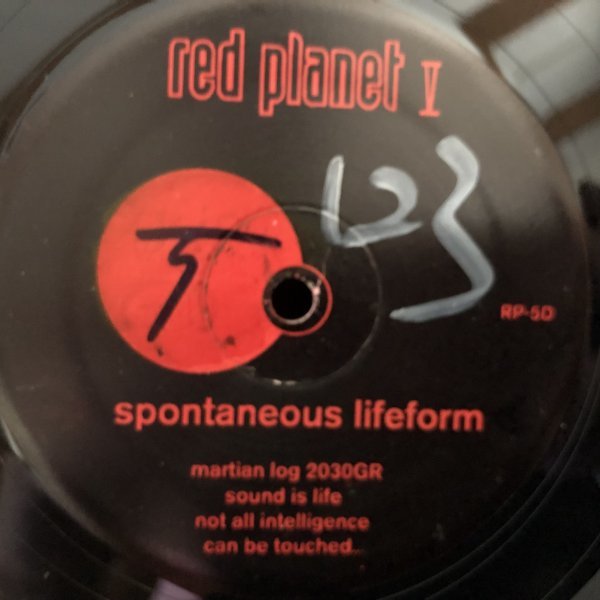 red planet V
123
RP-5D
spontaneous lifeform
martian log 2030GR
sound is life
not all intelligence
can be touched..